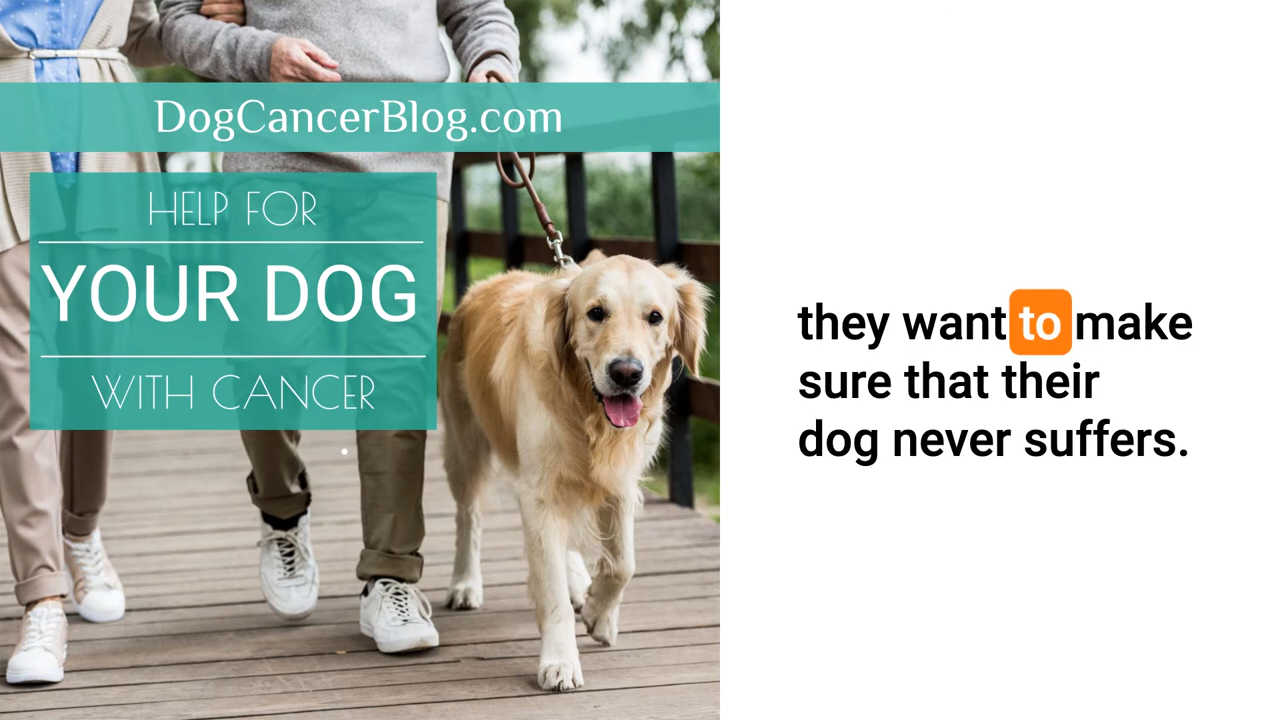 DogCancerBlog.com
HELP FOR
YOUR DOG
WITH CANCER
they want to make
sure that their
dog never suffers.